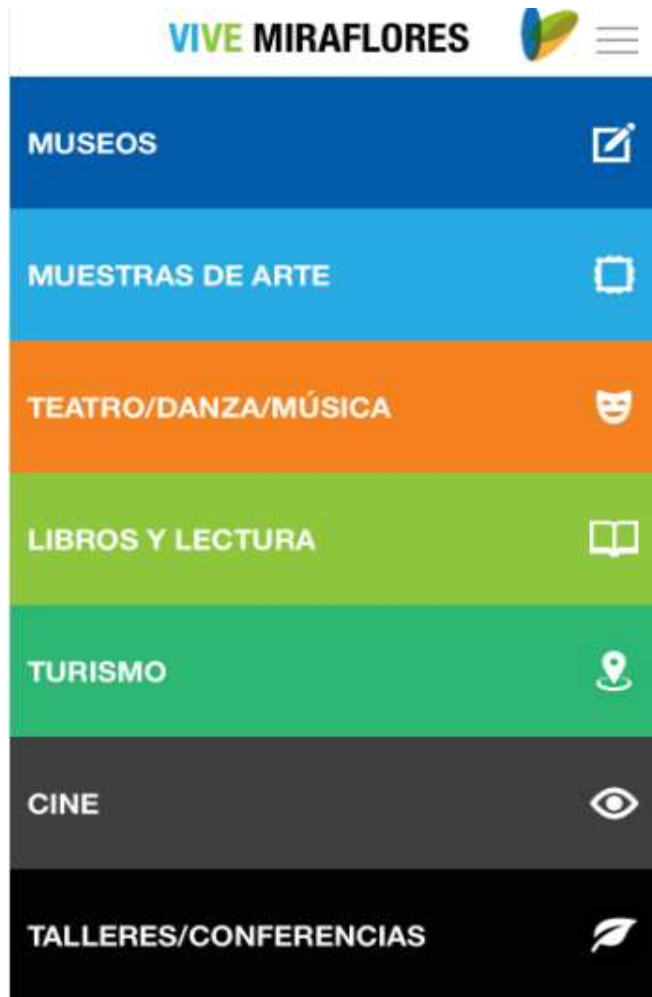 VIVE MIRAFLORES
MUSEOS
MUESTRAS DE ARTE
TEATRO/DANZA/MÚSICA
LIBROS Y LECTURA
TURISMO
CINE
TALLERES/CONFERENCIAS